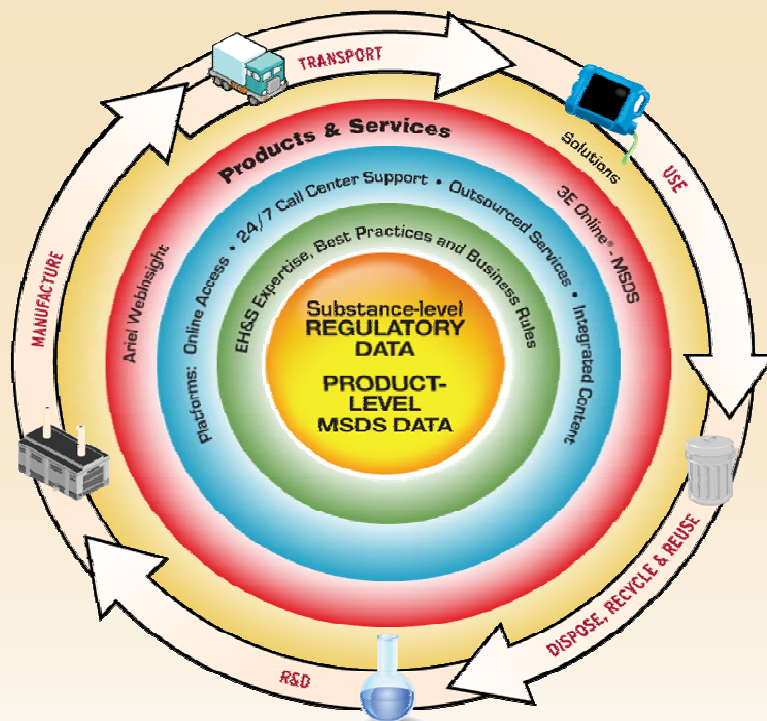 TRANSPORT
USE
DISPOSE, RECYCLE & REUSE
R&D
MANUFACTURE
Solutions
Products & Services
Ariel WebInsight
3E Online® - MSDS
Platforms: Online Access • 24/7 Call Center Support • Outsourced Services • Integrated Content
EH&S Expertise, Best Practices and Business Rules
Substance-level
REGULATORY
DATA
PRODUCT-
LEVEL
MSDS DATA